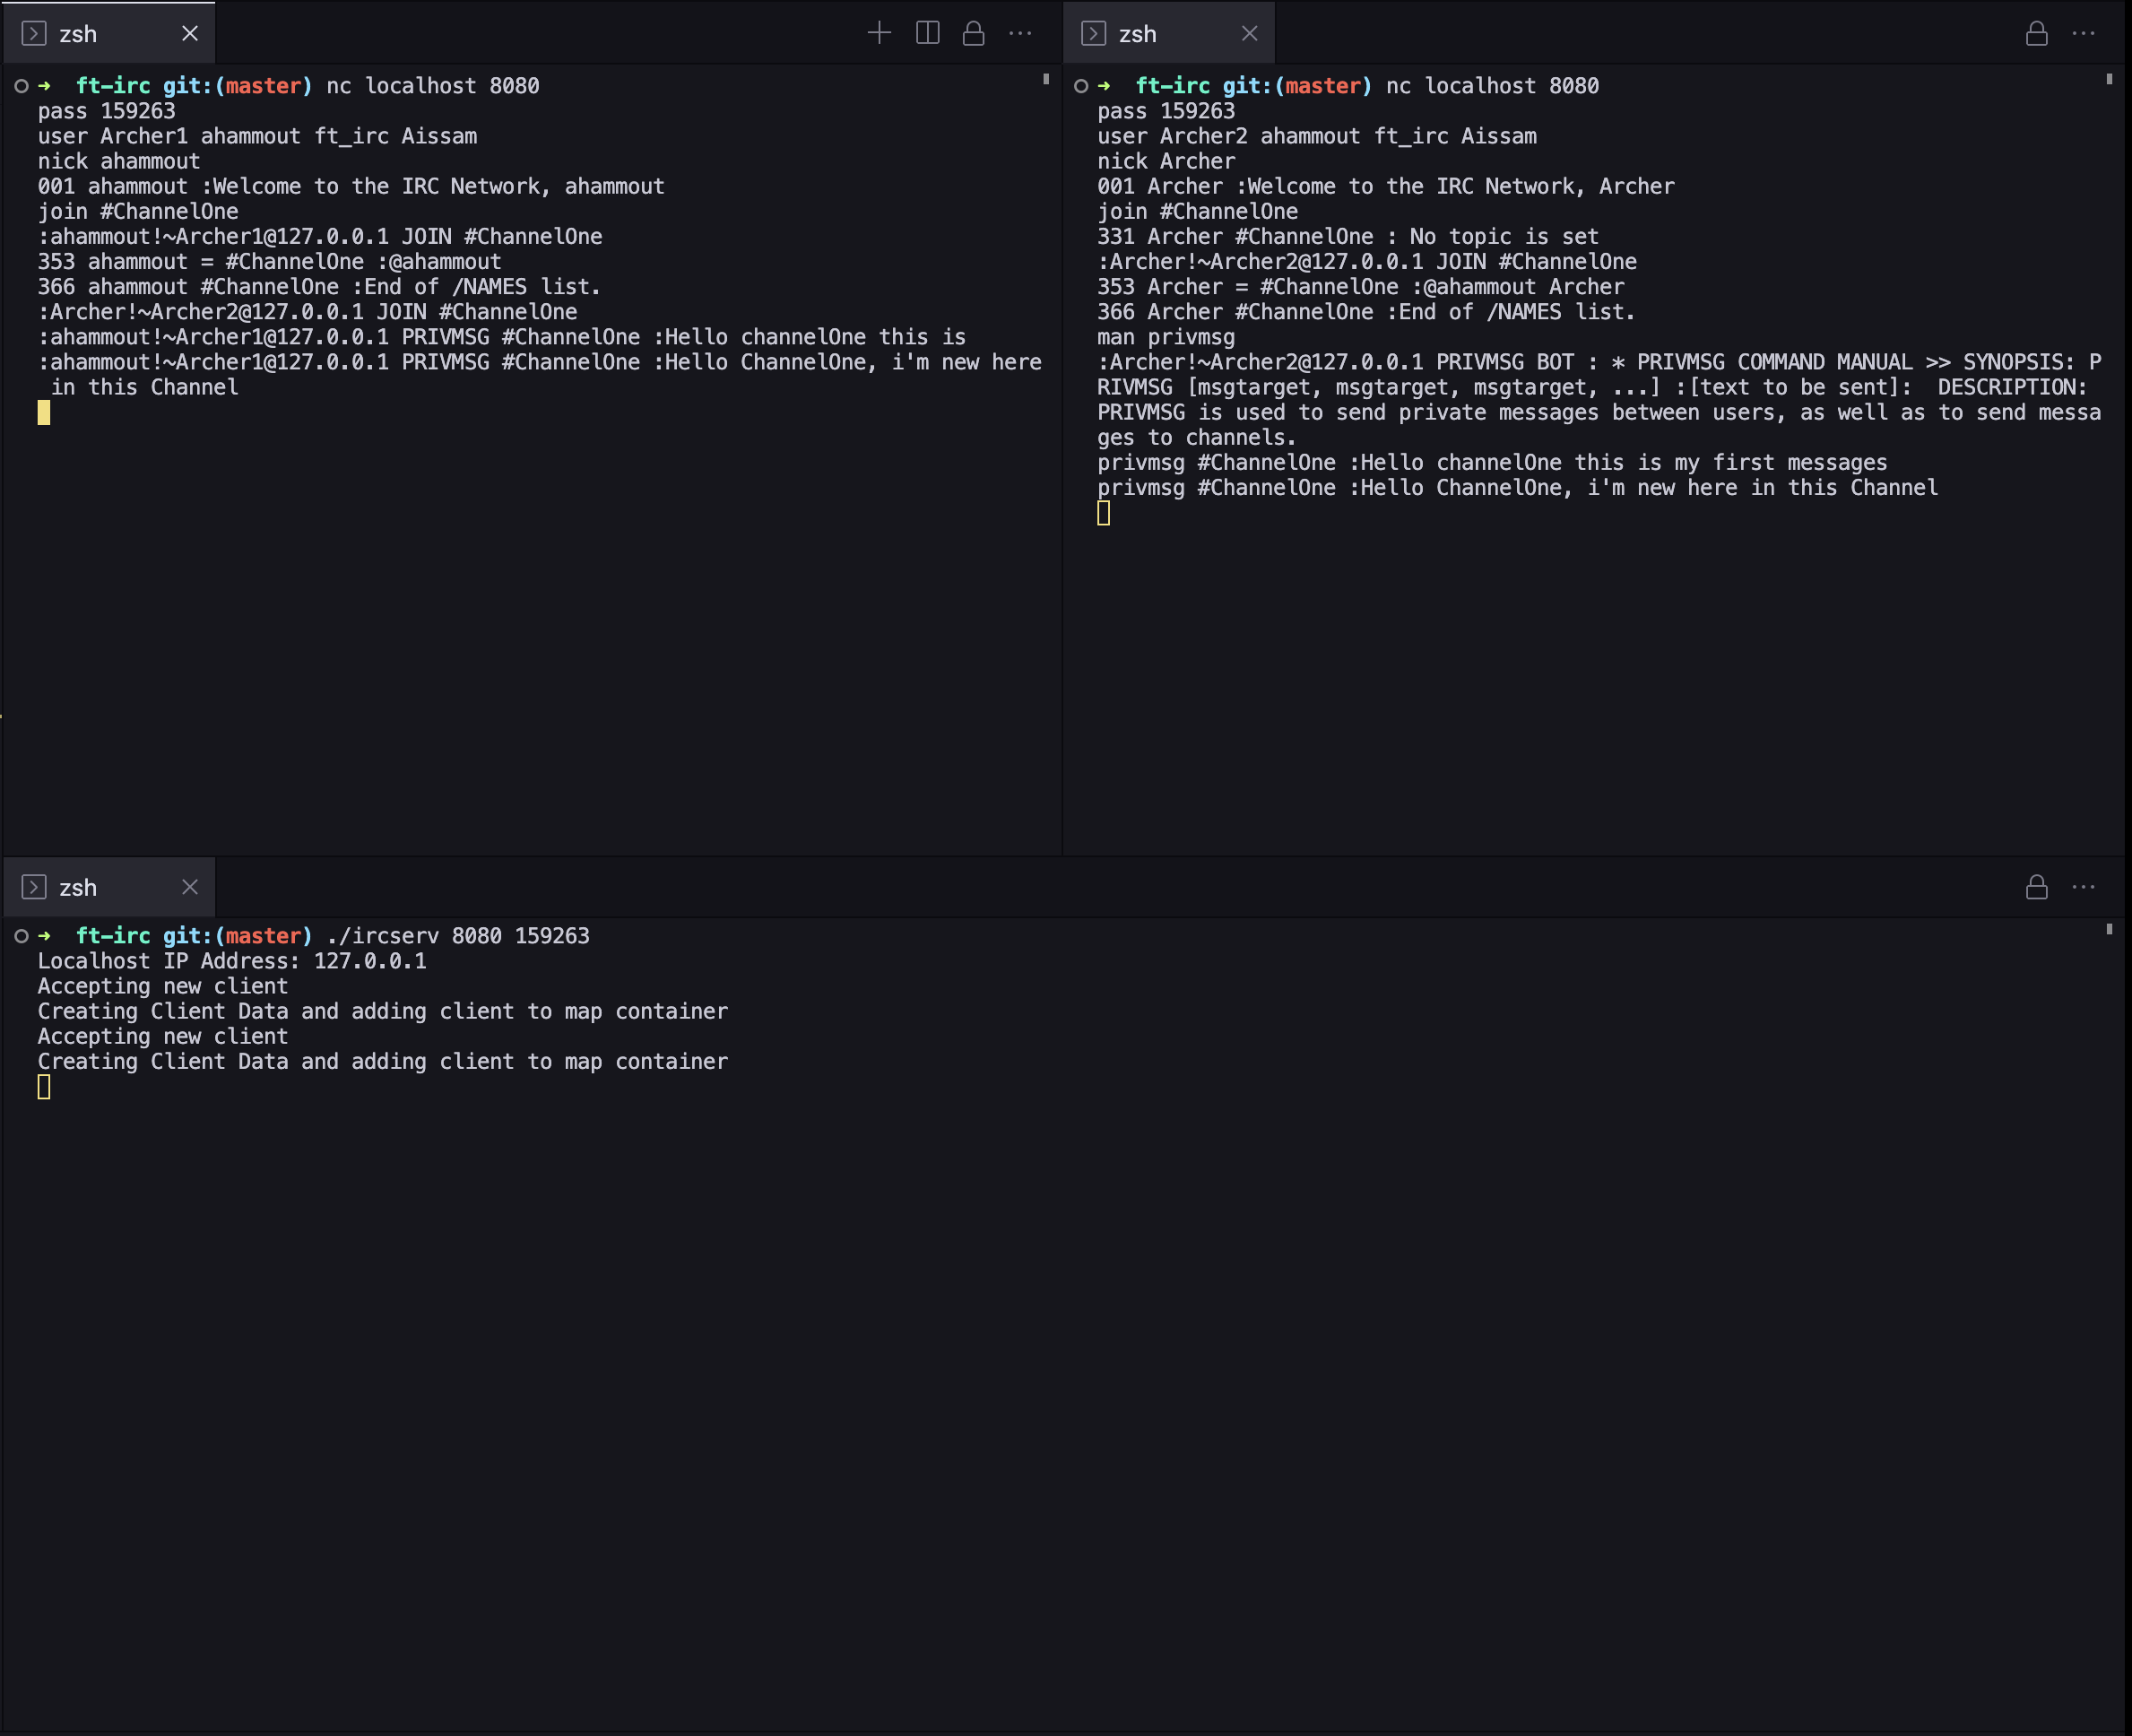 zsh
➜ ft-irc git:(master) nc localhost 8080
pass 159263
user Archer1 ahammout ft_irc Aissam
nick ahammout
001 ahammout :Welcome to the IRC Network, ahammout
join #ChannelOne
:ahammout!~Archer1@127.0.0.1 JOIN #ChannelOne
353 ahammout = #ChannelOne :@ahammout
366 ahammout #ChannelOne :End of /NAMES list.
:Archer!~Archer2@127.0.0.1 JOIN #ChannelOne
:ahammout!~Archer1@127.0.0.1 PRIVMSG #ChannelOne :Hello channelOne this is
:ahammout!~Archer1@127.0.0.1 PRIVMSG #ChannelOne :Hello ChannelOne, i'm new here
in this Channel
zsh
➜ ft-irc git:(master) nc localhost 8080
pass 159263
user Archer2 ahammout ft_irc Aissam
nick Archer
001 Archer :Welcome to the IRC Network, Archer
join #ChannelOne
331 Archer #ChannelOne : No topic is set
:Archer!~Archer2@127.0.0.1 JOIN #ChannelOne
353 Archer = #ChannelOne :@ahammout Archer
366 Archer #ChannelOne :End of /NAMES list.
man privmsg
:Archer!~Archer2@127.0.0.1 PRIVMSG BOT : * PRIVMSG COMMAND MANUAL >> SYNOPSIS: P
RIVMSG [msgtarget, msgtarget, msgtarget, ...] :[text to be sent]:  DESCRIPTION:
PRIVMSG is used to send private messages between users, as well as to send messa
ges to channels.
privmsg #ChannelOne :Hello channelOne this is my first messages
privmsg #ChannelOne :Hello ChannelOne, i'm new here in this Channel
zsh
➜ ft-irc git:(master) ./ircserv 8080 159263
Localhost IP Address: 127.0.0.1
Accepting new client
Creating Client Data and adding client to map container
Accepting new client
Creating Client Data and adding client to map container